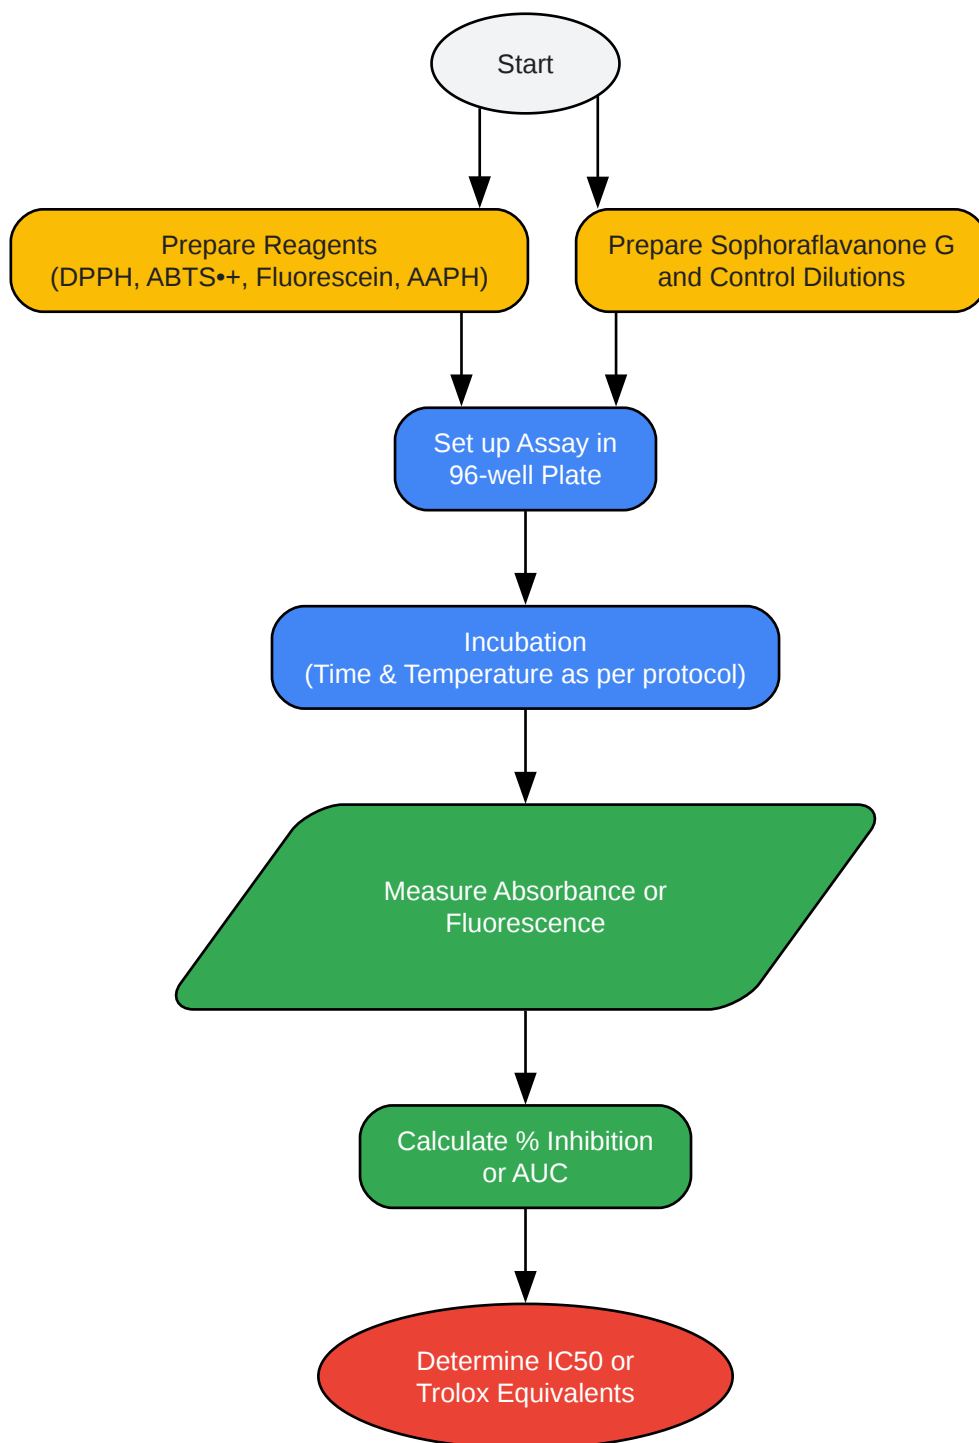 Start
Prepare Reagents
(DPPH, ABTS•+, Fluorescein, AAPH)
Prepare Sophoraflavanone G
and Control Dilutions
Set up Assay in
96-well Plate
Incubation
(Time & Temperature as per protocol)
Measure Absorbance or
Fluorescence
Calculate % Inhibition
or AUC
Determine IC50 or
Trolox Equivalents